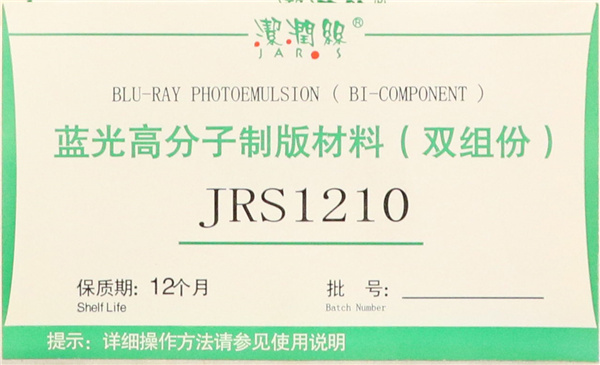 潔潤絲®
JAROS
BLU-RAY PHOTOEMULSION ( BI-COMPONENT )
蓝光高分子制版材料（双组份）
JRS1210
保质期: 12个月 批 号:
Shelf Life Batch Number
提示: 详细操作方法请参见使用说明